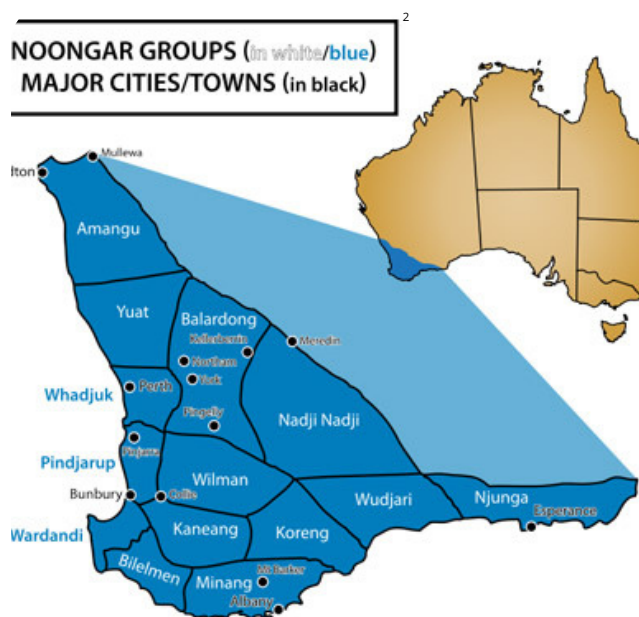 2
NOONGAR GROUPS (in white/blue)
MAJOR CITIES/TOWNS (in black)
Mullewa
lton
Amangu
Yuat
Balardong
Kellerberrin
Meredin
Northam
Whadjuk
Perth
York
Pingelly
Nadji Nadji
Pindjarup
Pinjarra
Wilman
Bunbury
Collie
Wudjari
Njunga
Esperance
Wardandi
Kaneang
Koreng
Bilelmen
Minang
Mt Barker
Albany